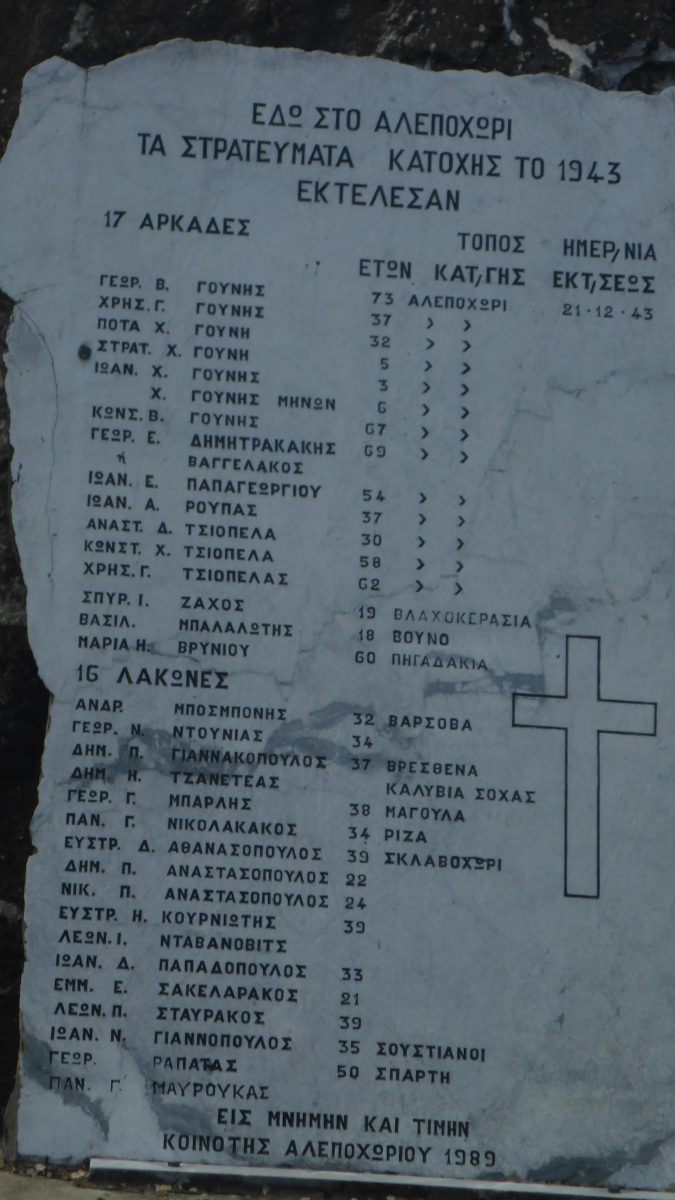 ΕΔΩ ΣΤΟ ΑΛΕΠΟΧΩΡΙ
ΤΑ ΣΤΡΑΤΕΥΜΑΤΑ ΚΑΤΟΧΗΣ ΤΟ 1943
ΕΚΤΕΛΕΣΑΝ
17 ΑΡΚΑΔΕΣ
ΤΟΠΟΣ ΗΜΕΡ,ΝΙΑ
ΕΤΩΝ ΚΑΤ,ΓΗΣ ΕΚΤ,ΣΕΩΣ
ΓΕΩΡ. Β. ΓΟΥΝΗΣ 73 ΑΛΕΠΟΧΩΡΙ 21·12·43
ΧΡΗΣ. Γ. ΓΟΥΝΗΣ 37 > >
ΠΟΤΑ Χ. ΓΟΥΝΗ 32 > >
ΣΤΡΑΤ. Χ. ΓΟΥΝΗ 5 > >
ΙΩΑΝ. Χ. ΓΟΥΝΗΣ 3 > >
Χ. ΓΟΥΝΗΣ ΜΗΝΩΝ 6 > >
ΚΩΝΣ. Β. ΓΟΥΝΗΣ 67 > >
ΓΕΩΡ. Ε. ΔΗΜΗΤΡΑΚΑΚΗΣ 69 > >
ή ΒΑΓΓΕΛΑΚΟΣ
ΙΩΑΝ. Ε. ΠΑΠΑΓΕΩΡΓΙΟΥ 54 > >
ΙΩΑΝ. Α. ΡΟΥΠΑΣ 37 > >
ΑΝΑΣΤ. Δ. ΤΣΙΟΠΕΛΑ 30 > >
ΚΩΝΣΤ. Χ. ΤΣΙΟΠΕΛΑ 58 > >
ΧΡΗΣ. Γ. ΤΣΙΟΠΕΛΑΣ 62 > >
ΣΠΥΡ. Ι. ΖΑΧΟΣ 19 ΒΛΑΧΟΚΕΡΑΣΙΑ
ΒΑΣΙΛ. ΜΠΑΛΑΛΩΤΗΣ 18 ΒΟΥΝΟ
ΜΑΡΙΑ Η. ΒΡΥΝΙΟΥ 60 ΠΗΓΑΔΑΚΙΑ
16 ΛΑΚΩΝΕΣ
ΑΝΔΡ. ΜΠΟΣΜΠΟΝΗΣ 32 ΒΑΡΣΟΒΑ
ΓΕΩΡ. Ν. ΝΤΟΥΝΙΑΣ 34
ΔΗΜ. Π. ΓΙΑΝΝΑΚΟΠΟΥΛΟΣ 37 ΒΡΕΣΘΕΝΑ
ΔΗΜ. Η. ΤΖΑΝΕΤΕΑΣ ΚΑΛΥΒΙΑ ΣΟΧΑΣ
ΓΕΩΡ. Γ. ΜΠΑΡΛΗΣ 38 ΜΑΓΟΥΛΑ
ΠΑΝ. Γ. ΝΙΚΟΛΑΚΑΚΟΣ 34 ΡΙΖΑ
ΕΥΣΤΡ. Δ. ΑΘΑΝΑΣΟΠΟΥΛΟΣ 39 ΣΚΛΑΒΟΧΩΡΙ
ΔΗΜ. Π. ΑΝΑΣΤΑΣΟΠΟΥΛΟΣ 22
ΝΙΚ. Π. ΑΝΑΣΤΑΣΟΠΟΥΛΟΣ 24
ΕΥΣΤΡ. Η. ΚΟΥΡΝΙΩΤΗΣ 39
ΛΕΩΝ. Ι. ΝΤΑΒΑΝΟΒΙΤΣ
ΙΩΑΝ. Δ. ΠΑΠΑΔΟΠΟΥΛΟΣ 33
ΕΜΜ. Ε. ΣΑΚΕΛΑΡΑΚΟΣ 21
ΛΕΩΝ. Π. ΣΤΑΥΡΑΚΟΣ 39
ΙΩΑΝ. Ν. ΓΙΑΝΝΟΠΟΥΛΟΣ 35 ΣΟΥΣΤΙΑΝΟΙ
ΓΕΩΡ. ΡΑΠΑΤΑΣ 50 ΣΠΑΡΤΗ
ΠΑΝ. Γ. ΜΑΥΡΟΥΚΑΣ
ΕΙΣ ΜΝΗΜΗΝ ΚΑΙ ΤΙΜΗΝ
ΚΟΙΝΟΤΗΣ ΑΛΕΠΟΧΩΡΙΟΥ 1989